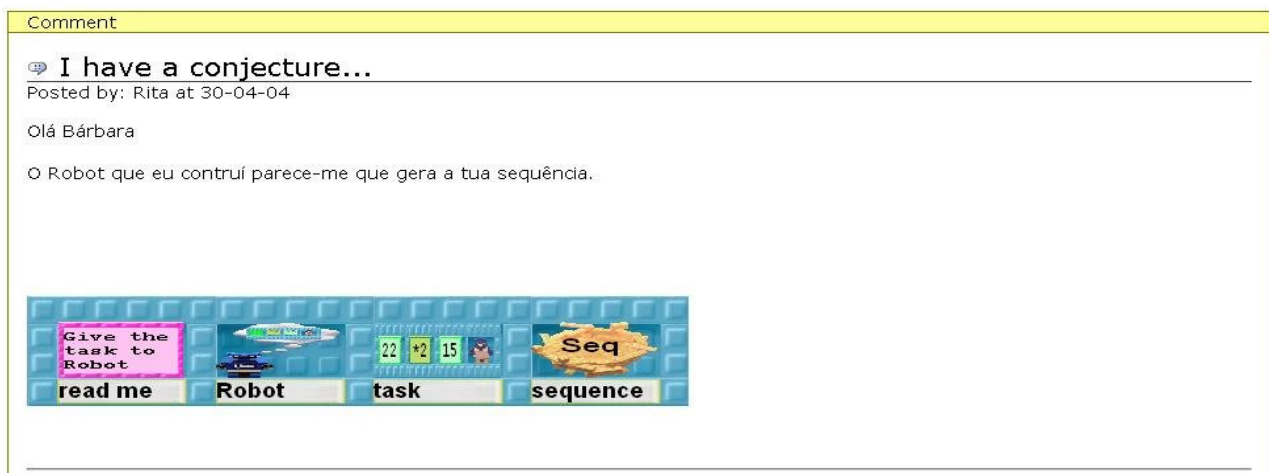 Comment
I have a conjecture...
Posted by: Rita at 30-04-04
Olá Bárbara
O Robot que eu contruí parece-me que gera a tua sequência.
Give the
task to
Robot
22 *2 15
Seq
read me Robot task sequence